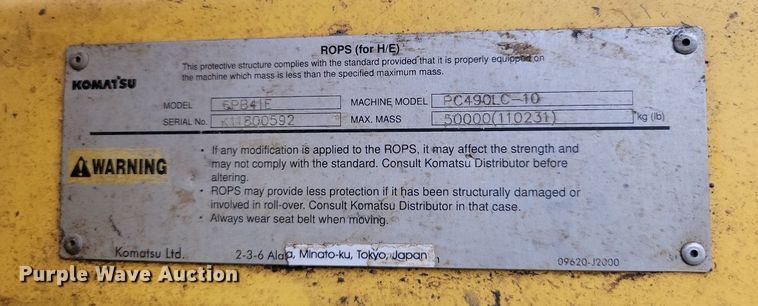 ROPS (for H/E)
This protective structure complies with the standard provided that it is properly equipped on
the machine which mass is less than the specified maximum mass.
KOMATSU
MODEL MACHINE MODEL PC490LC-10
SERIAL No. K11800592 MAX. MASS 50000(110231) kg (lb)
WARNING
• If any modification is applied to the ROPS, it may affect the strength and
may not comply with the standard. Consult Komatsu Distributor before
altering.
• ROPS may provide less protection if it has been structurally damaged or
involved in roll-over. Consult Komatsu Distributor in that case.
• Always wear seat belt when moving.
Komatsu Ltd. 2-3-6 Minato-ku, Tokyo, Japan 09620-J2000
Purple Wave Auction